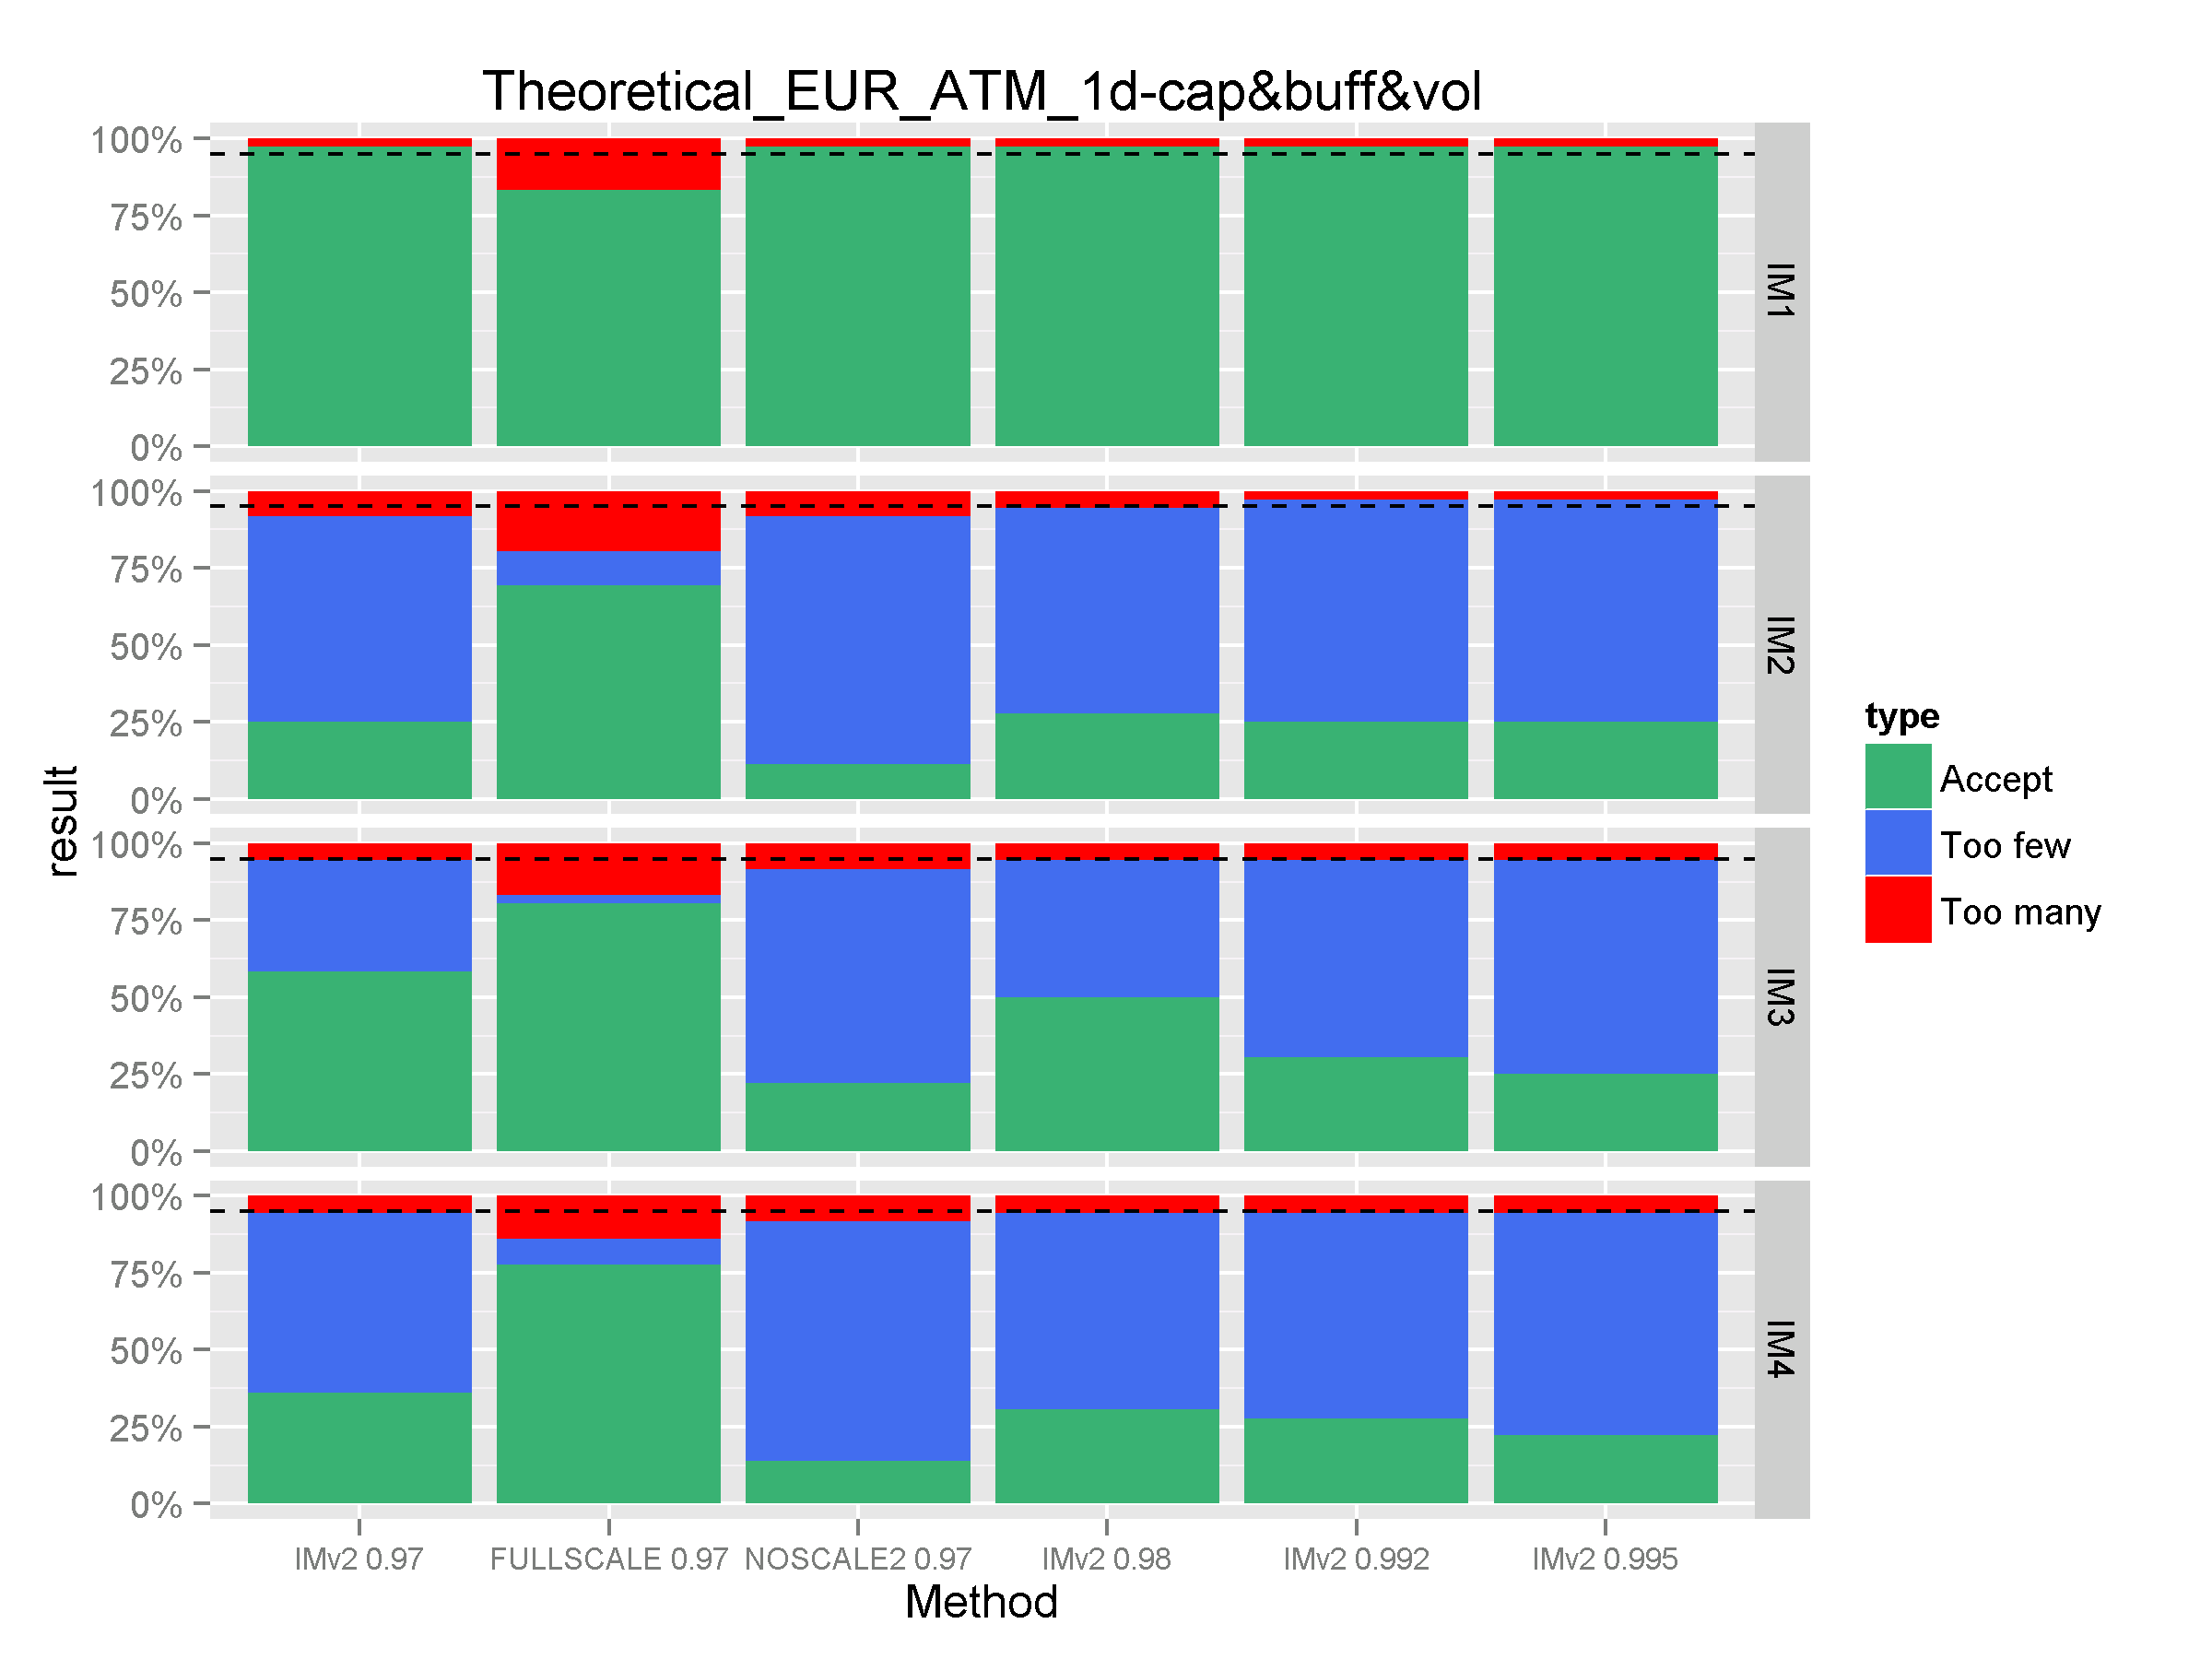 Theoretical_EUR_ATM_1d-cap&buff&vol
100%
75%
50%
25%
0%
IM1
100%
75%
50%
25%
0%
IM2
100%
75%
50%
25%
0%
IM3
100%
75%
50%
25%
0%
IM4
result
IMv2 0.97 FULLSCALE 0.97 NOSCALE2 0.97 IMv2 0.98 IMv2 0.992 IMv2 0.995
Method
type
Accept
Too few
Too many